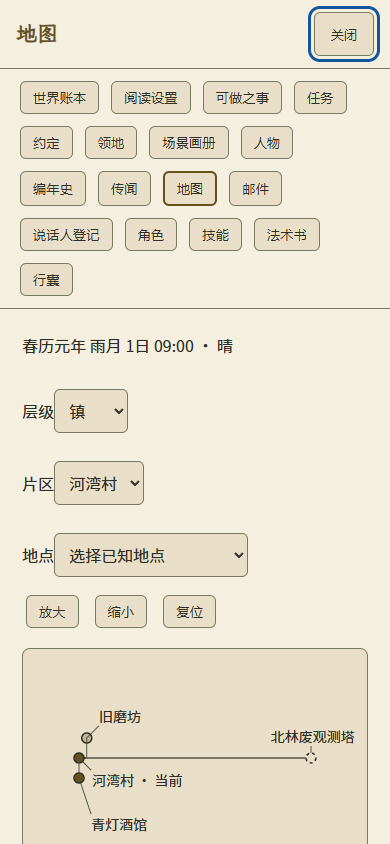 地图 关闭
世界账本 阅读设置 可做之事 任务
约定 领地 场景画册 人物
编年史 传闻 地图 邮件
说话人登记 角色 技能 法术书
行囊
春历元年 雨月 1日 09:00 · 晴
层级 镇
片区 河湾村
地点 选择已知地点
放大 缩小 复位
旧磨坊
北林废观测塔
河湾村 · 当前
青灯酒馆